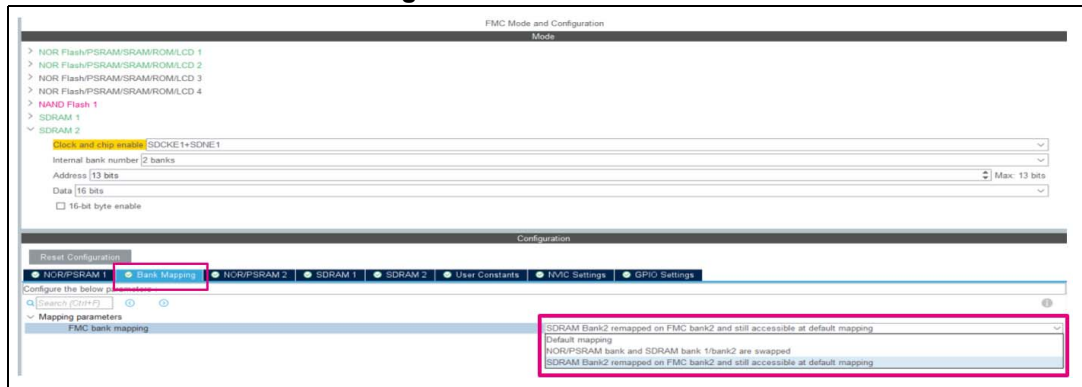 FMC Mode and Configuration
Mode
> NOR Flash/PSRAM/SRAM/ROM/LCD 1
> NOR Flash/PSRAM/SRAM/ROM/LCD 2
> NOR Flash/PSRAM/SRAM/ROM/LCD 3
> NOR Flash/PSRAM/SRAM/ROM/LCD 4
> NAND Flash 1
> SDRAM 1
SDRAM 2
Clock and chip enable SDCKE1+SDNE1
Internal bank number 2 banks
Address 13 bits Max: 13 bits
Data 16 bits
16-bit byte enable
Configuration
Reset Configuration
NOR/PSRAM 1 Bank Mapping NOR/PSRAM 2 SDRAM 1 SDRAM 2 User Constants NVIC Settings GPIO Settings
Configure the below parameters :
Search (Ctrl+F)
Mapping parameters
FMC bank mapping SDRAM Bank2 remapped on FMC bank2 and still accessible at default mapping
Default mapping
NOR/PSRAM bank and SDRAM bank 1/bank2 are swapped
SDRAM Bank2 remapped on FMC bank2 and still accessible at default mapping